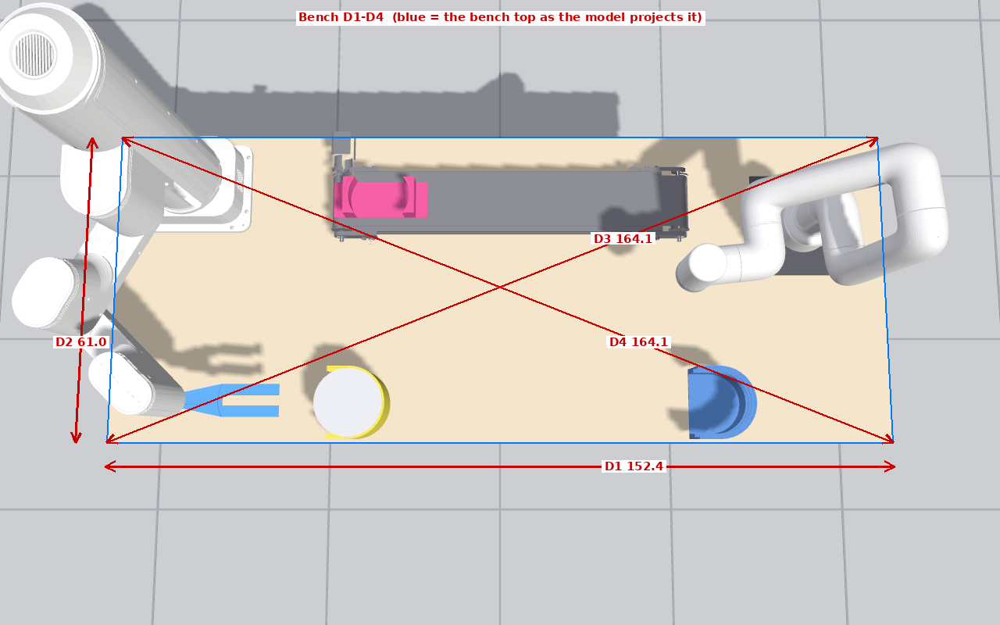 Bench D1-D4  (blue = the bench top as the model projects it)
D3 164.1
D2 61.0
D4 164.1
D1 152.4